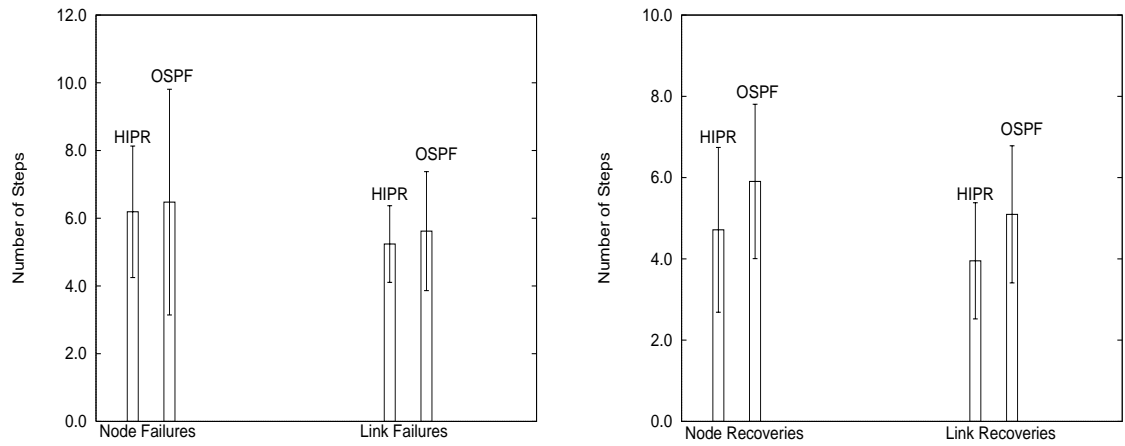 12.0
10.0
8.0
6.0
4.0
2.0
0.0
Number of Steps
HIPR
OSPF
HIPR
OSPF
Node Failures
Link Failures
10.0
8.0
6.0
4.0
2.0
0.0
Number of Steps
HIPR
OSPF
HIPR
OSPF
Node Recoveries
Link Recoveries